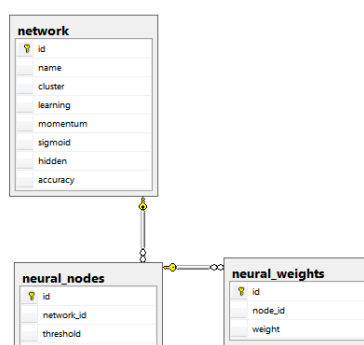 network
id
name
cluster
learning
momentum
sigmoid
hidden
accuracy
neural_nodes
id
network_id
threshold
neural_weights
id
node_id
weight